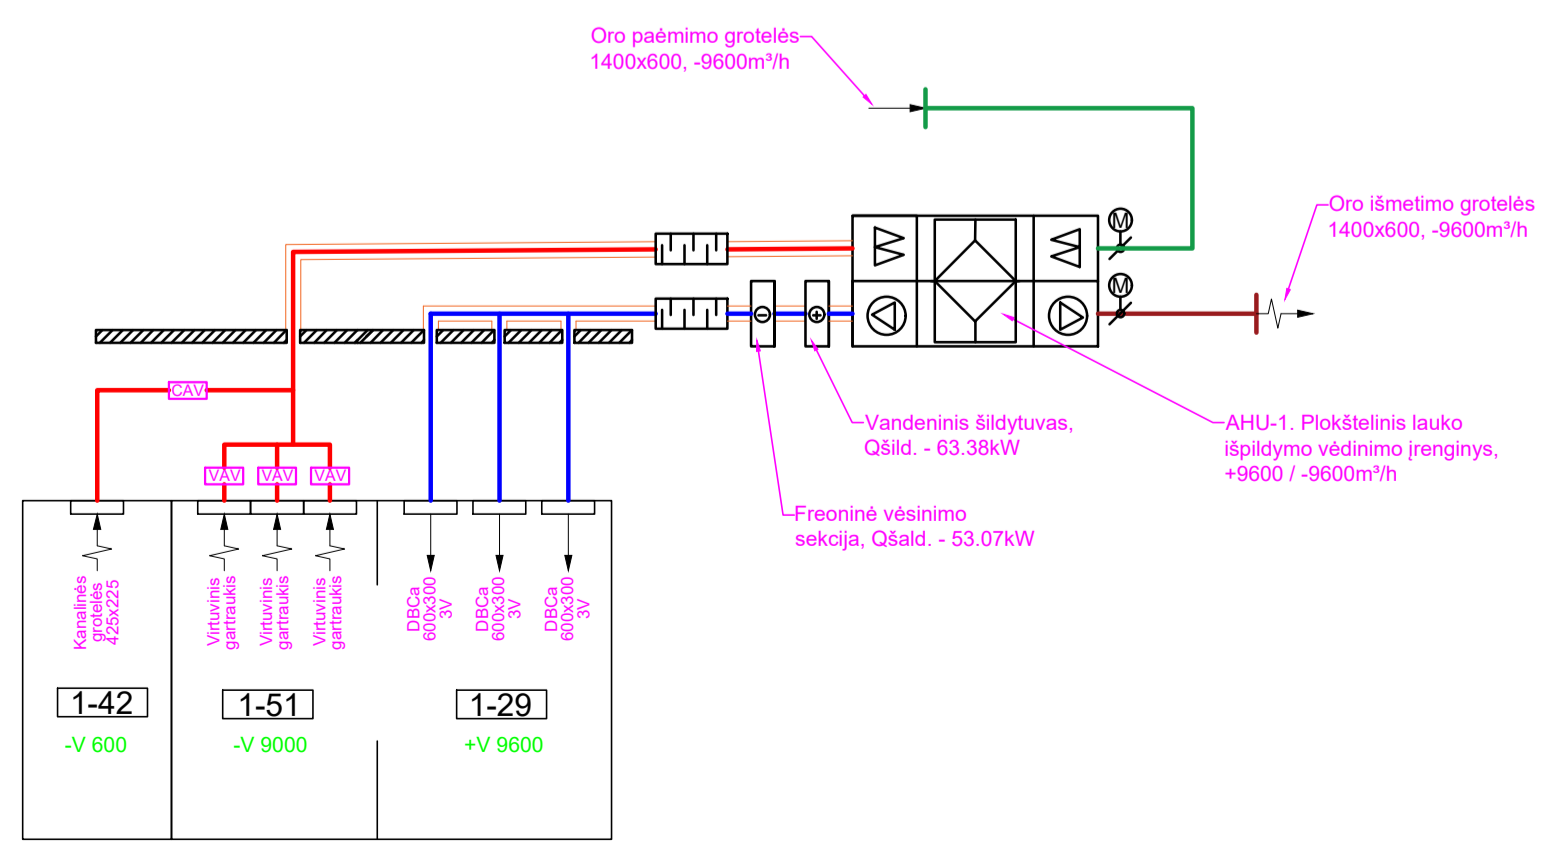 Oro paėmimo grotelės
1400x600, -9600m³/h
Oro išmetimo grotelės
1400x600, -9600m³/h
M
M
CAV
Vandeninis šildytuvas,
Qšild. - 63.38kW
AHU-1. Plokštelinis lauko
išpildymo vėdinimo įrenginys,
+9600 / -9600m³/h
VAV
VAV
VAV
Freoninė vėsinimo
sekcija, Qšald. - 53.07kW
Kanalinės
grotelės
425x225
Virtuvinis
gartraukis
Virtuvinis
gartraukis
Virtuvinis
gartraukis
DBCa
600x300
3V
DBCa
600x300
3V
DBCa
600x300
3V
1-42
1-51
1-29
-V 600
-V 9000
+V 9600